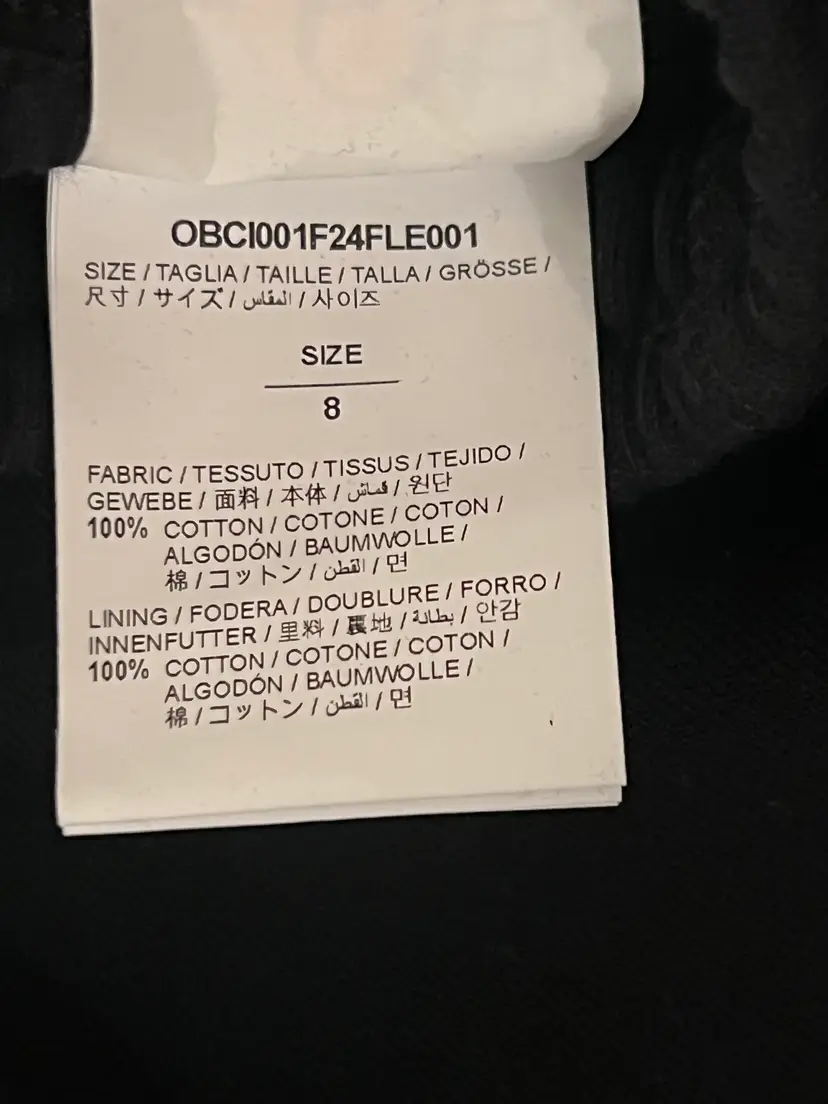 OBCI001F24FLE001
SIZE / TAGLIA / TAILLE / TALLA / GRÖSSE /
尺寸 / サイズ / المقاس / 사이즈
SIZE
8
FABRIC / TESSUTO / TISSUS / TEJIDO /
GEWEBE / 面料 / 本体 / قماش / 원단
100% COTTON / COTONE / COTON /
ALGODÓN / BAUMWOLLE /
棉 / コットン / القطن / 면
LINING / FODERA / DOUBLURE / FORRO /
INNENFUTTER / 里料 / 裏地 / بطانة / 안감
100% COTTON / COTONE / COTON /
ALGODÓN / BAUMWOLLE /
棉 / コットン / القطن / 면